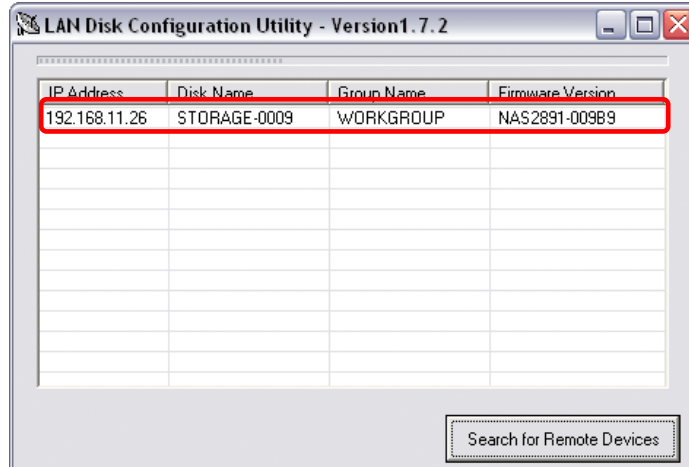 LAN Disk Configuration Utility - Version1.7.2
IP Address Disk Name Group Name Firmware Version
192.168.11.26 STORAGE-0009 WORKGROUP NAS2891-009B9
Search for Remote Devices